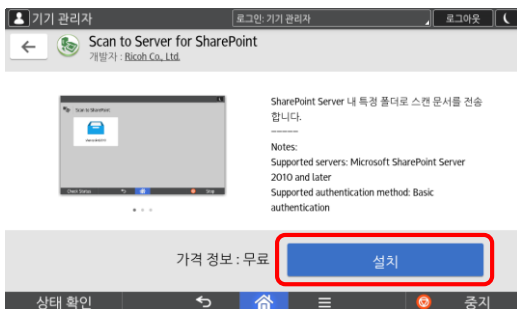 기기 관리자
로그인: 기기 관리자
로그아웃
Scan to Server for SharePoint
개발자 : Ricoh Co., Ltd.
Scan to SharePoint
SharePoint Server 내 특정 폴더로 스캔 문서를 전송
합니다.
----------
Notes:
Supported servers: Microsoft SharePoint Server
2010 and later
Supported authentication method: Basic
authentication
Check Status
Stop
가격 정보 : 무료
설치
상태 확인
중지